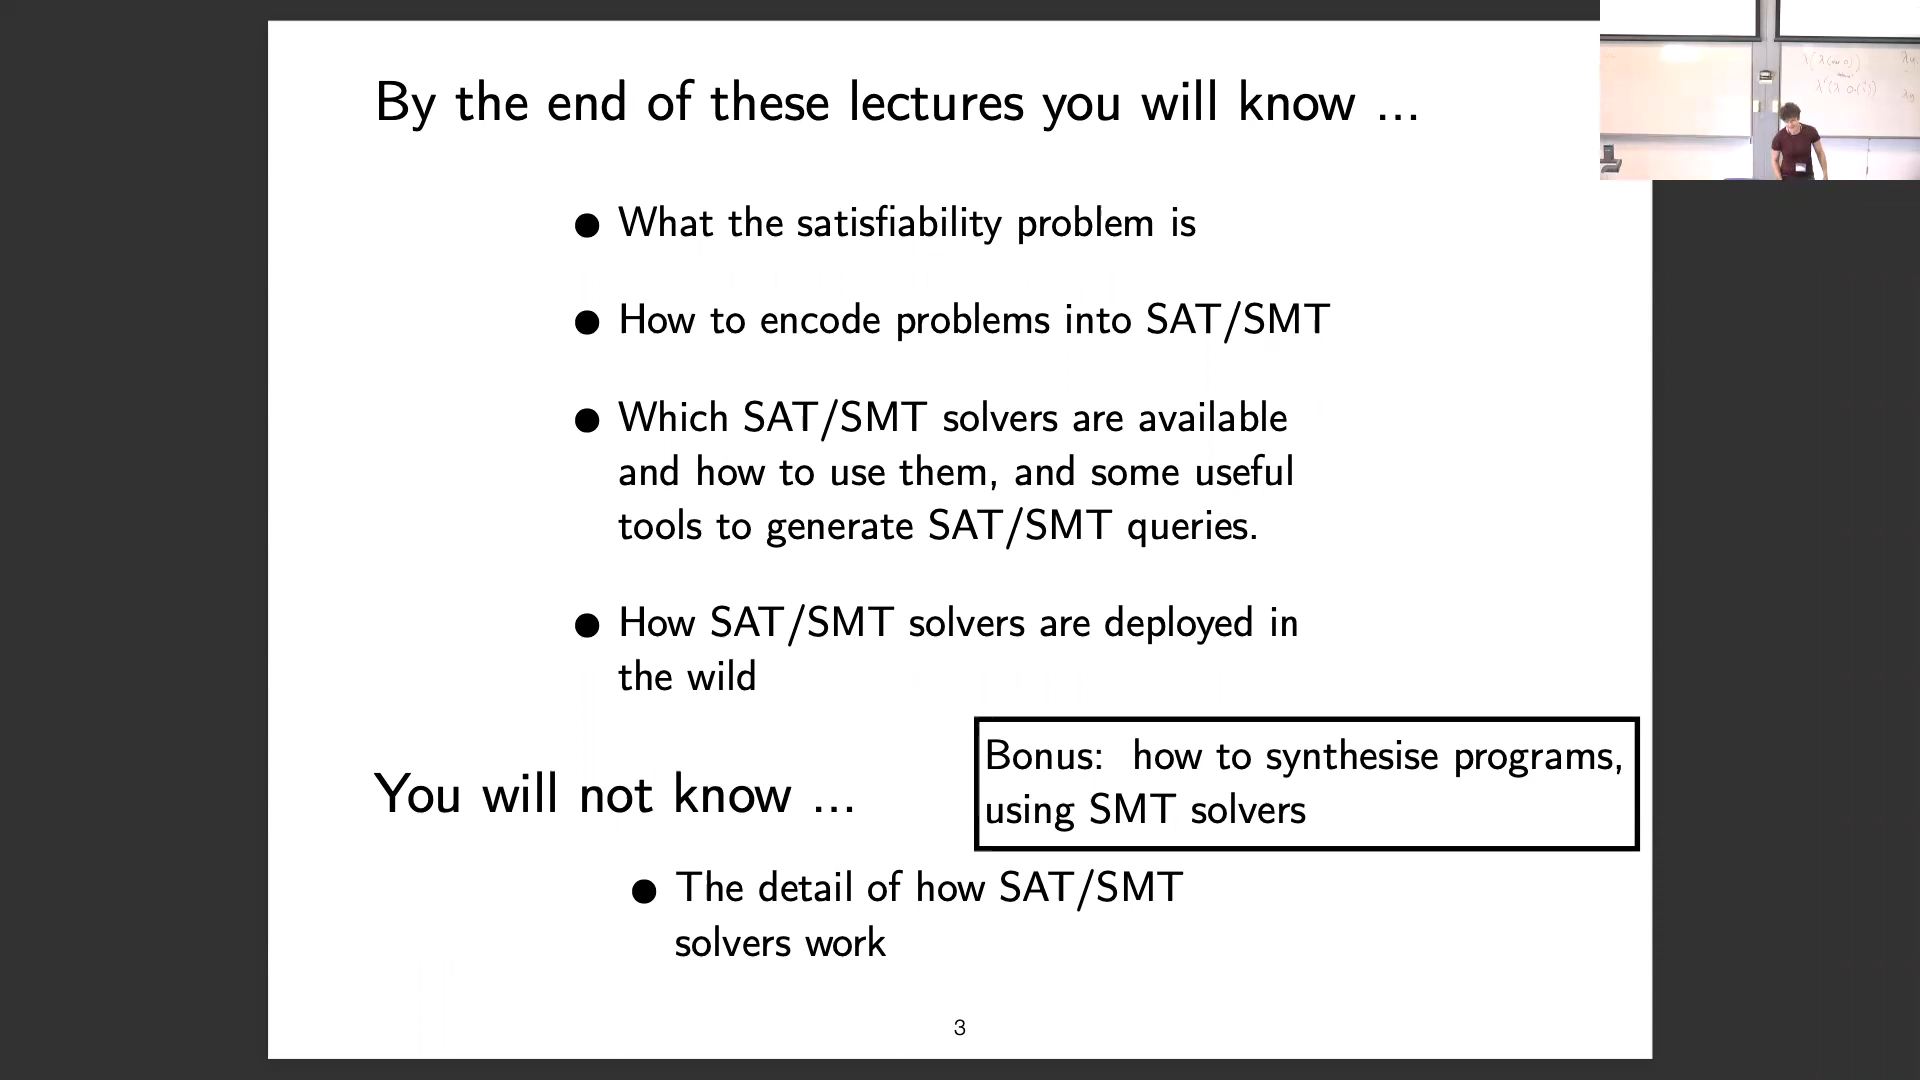 By the end of these lectures you will know ...
● What the satisfiability problem is
● How to encode problems into SAT/SMT
● Which SAT/SMT solvers are available
and how to use them, and some useful
tools to generate SAT/SMT queries.
● How SAT/SMT solvers are deployed in
the wild
Bonus: how to synthesise programs,
using SMT solvers
You will not know ...
● The detail of how SAT/SMT
solvers work
3